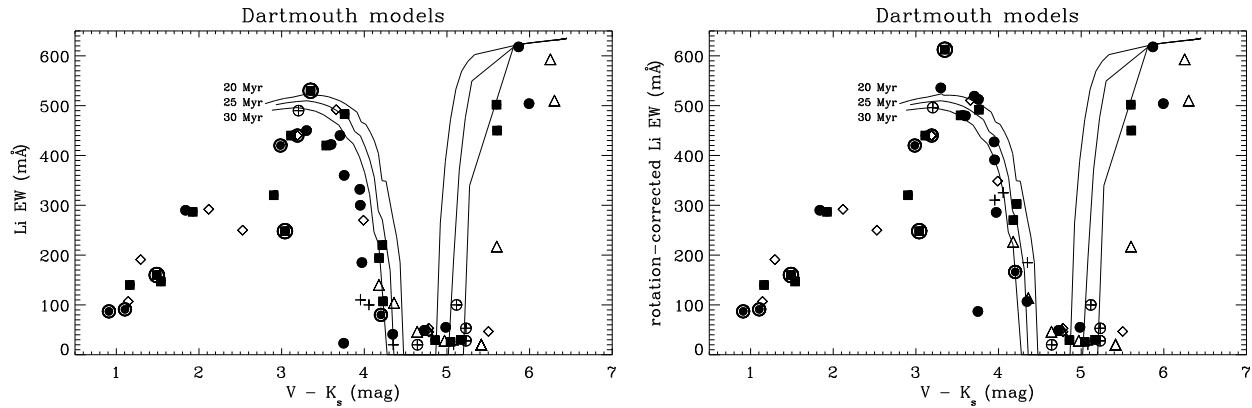 Dartmouth models
600
500
400
300
200
100
0
Li EW (mÅ)
20 Myr
25 Myr
30 Myr
1 2 3 4 5 6 7
V − Ks (mag)
Dartmouth models
600
500
400
300
200
100
0
rotation-corrected Li EW (mÅ)
20 Myr
25 Myr
30 Myr
1 2 3 4 5 6 7
V − Ks (mag)